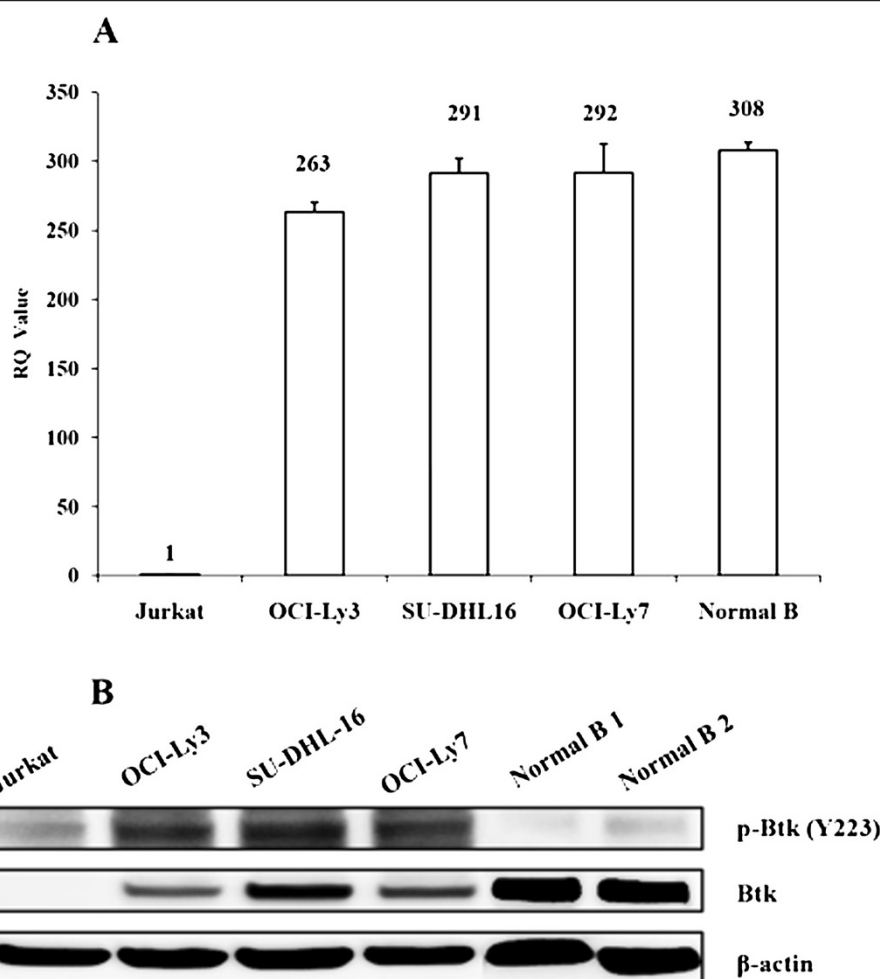 A
350
263
291
292
308
300
250
200
RQ Value
150
100
50
1
0
Jurkat OCI-Ly3 SU-DHL16 OCI-Ly7 Normal B
B
Jurkat OCI-Ly3 SU-DHL-16 OCI-Ly7 Normal B 1 Normal B 2
p-Btk (Y223)
Btk
β-actin